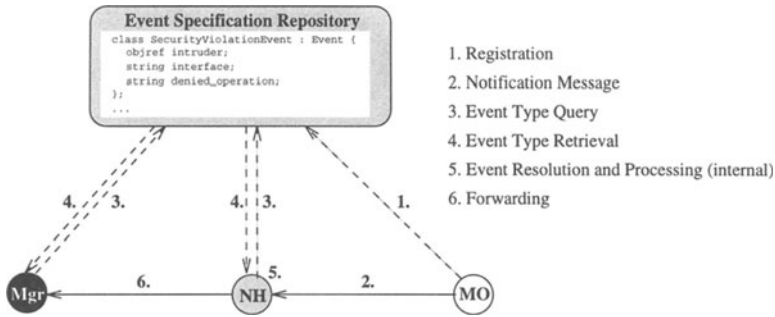 Event Specification Repository
class SecurityViolationEvent : Event {
objref intruder;
string interface;
string denied_operation;
};
...
1. Registration
2. Notification Message
3. Event Type Query
4. Event Type Retrieval
5. Event Resolution and Processing (internal)
6. Forwarding
4.
3.
4.
3.
1.
5.
6.
2.
Mgr
NH
MO